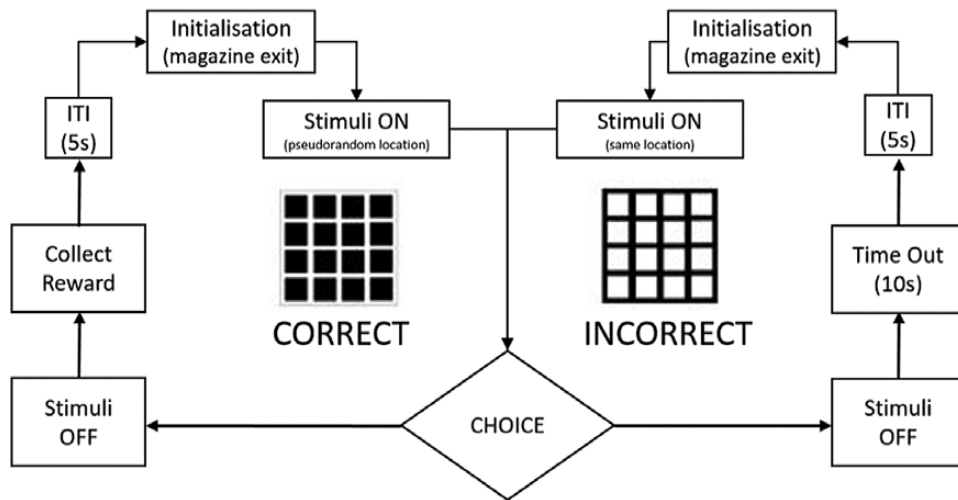 Initialisation
(magazine exit)
Initialisation
(magazine exit)
ITI
(5s)
Stimuli ON
(pseudorandom location)
Stimuli ON
(same location)
ITI
(5s)
Collect
Reward
Time Out
(10s)
CORRECT
INCORRECT
Stimuli
OFF
CHOICE
Stimuli
OFF